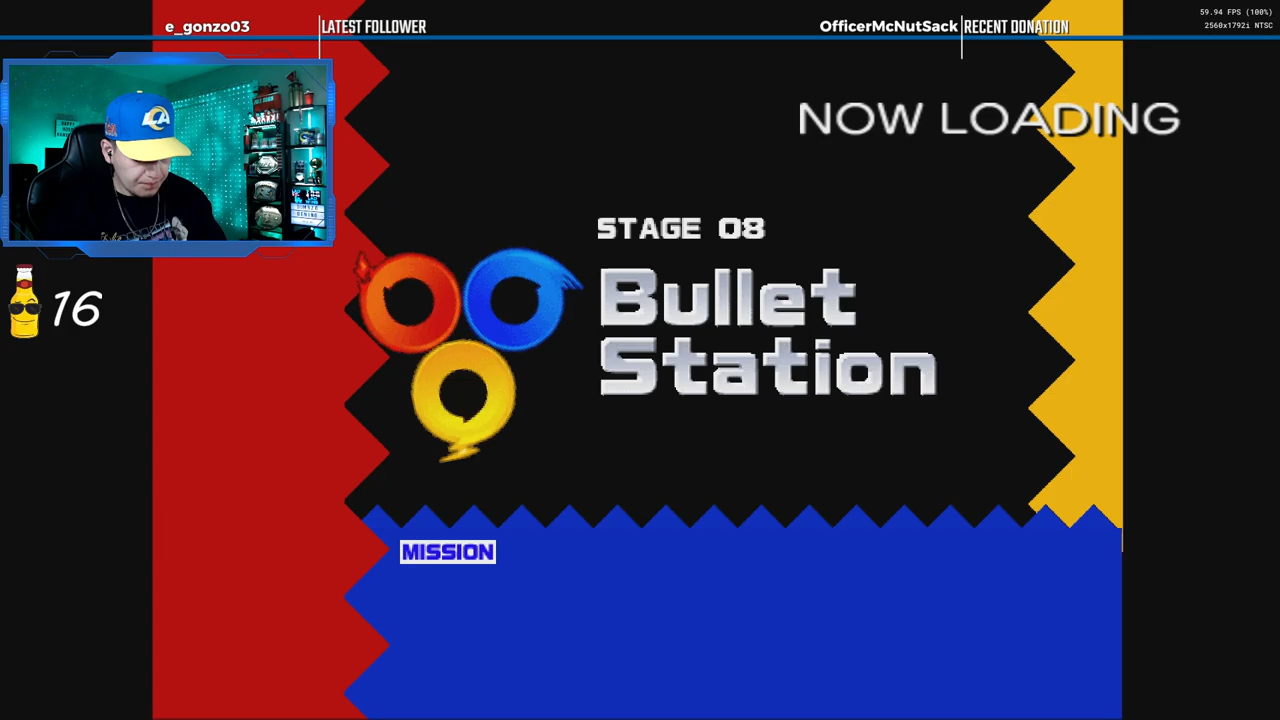 e_gonzo03 LATEST FOLLOWER
OfficerMcNutSack RECENT DONATION
59.94 FPS (100%)
2560x1792i NTSC
NOW LOADING
STAGE 08
Bullet
Station
16
MISSION